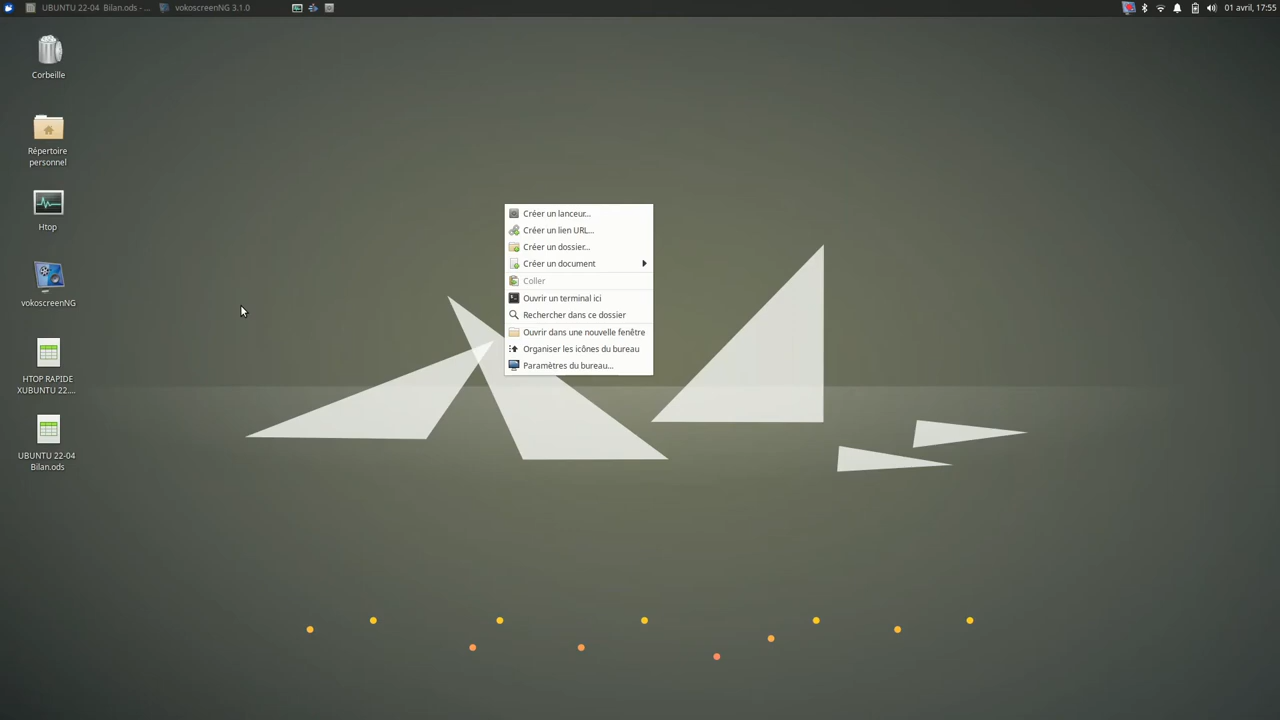 UBUNTU 22-04 Bilan.ods - ...
vokoscreenNG 3.1.0
01 avril, 17:55
Corbeille
Répertoire
personnel
Htop
vokoscreenNG
HTOP RAPIDE
XUBUNTU 22....
UBUNTU 22-04
Bilan.ods
Créer un lanceur...
Créer un lien URL...
Créer un dossier...
Créer un document
Coller
Ouvrir un terminal ici
Rechercher dans ce dossier
Ouvrir dans une nouvelle fenêtre
Organiser les icônes du bureau
Paramètres du bureau...